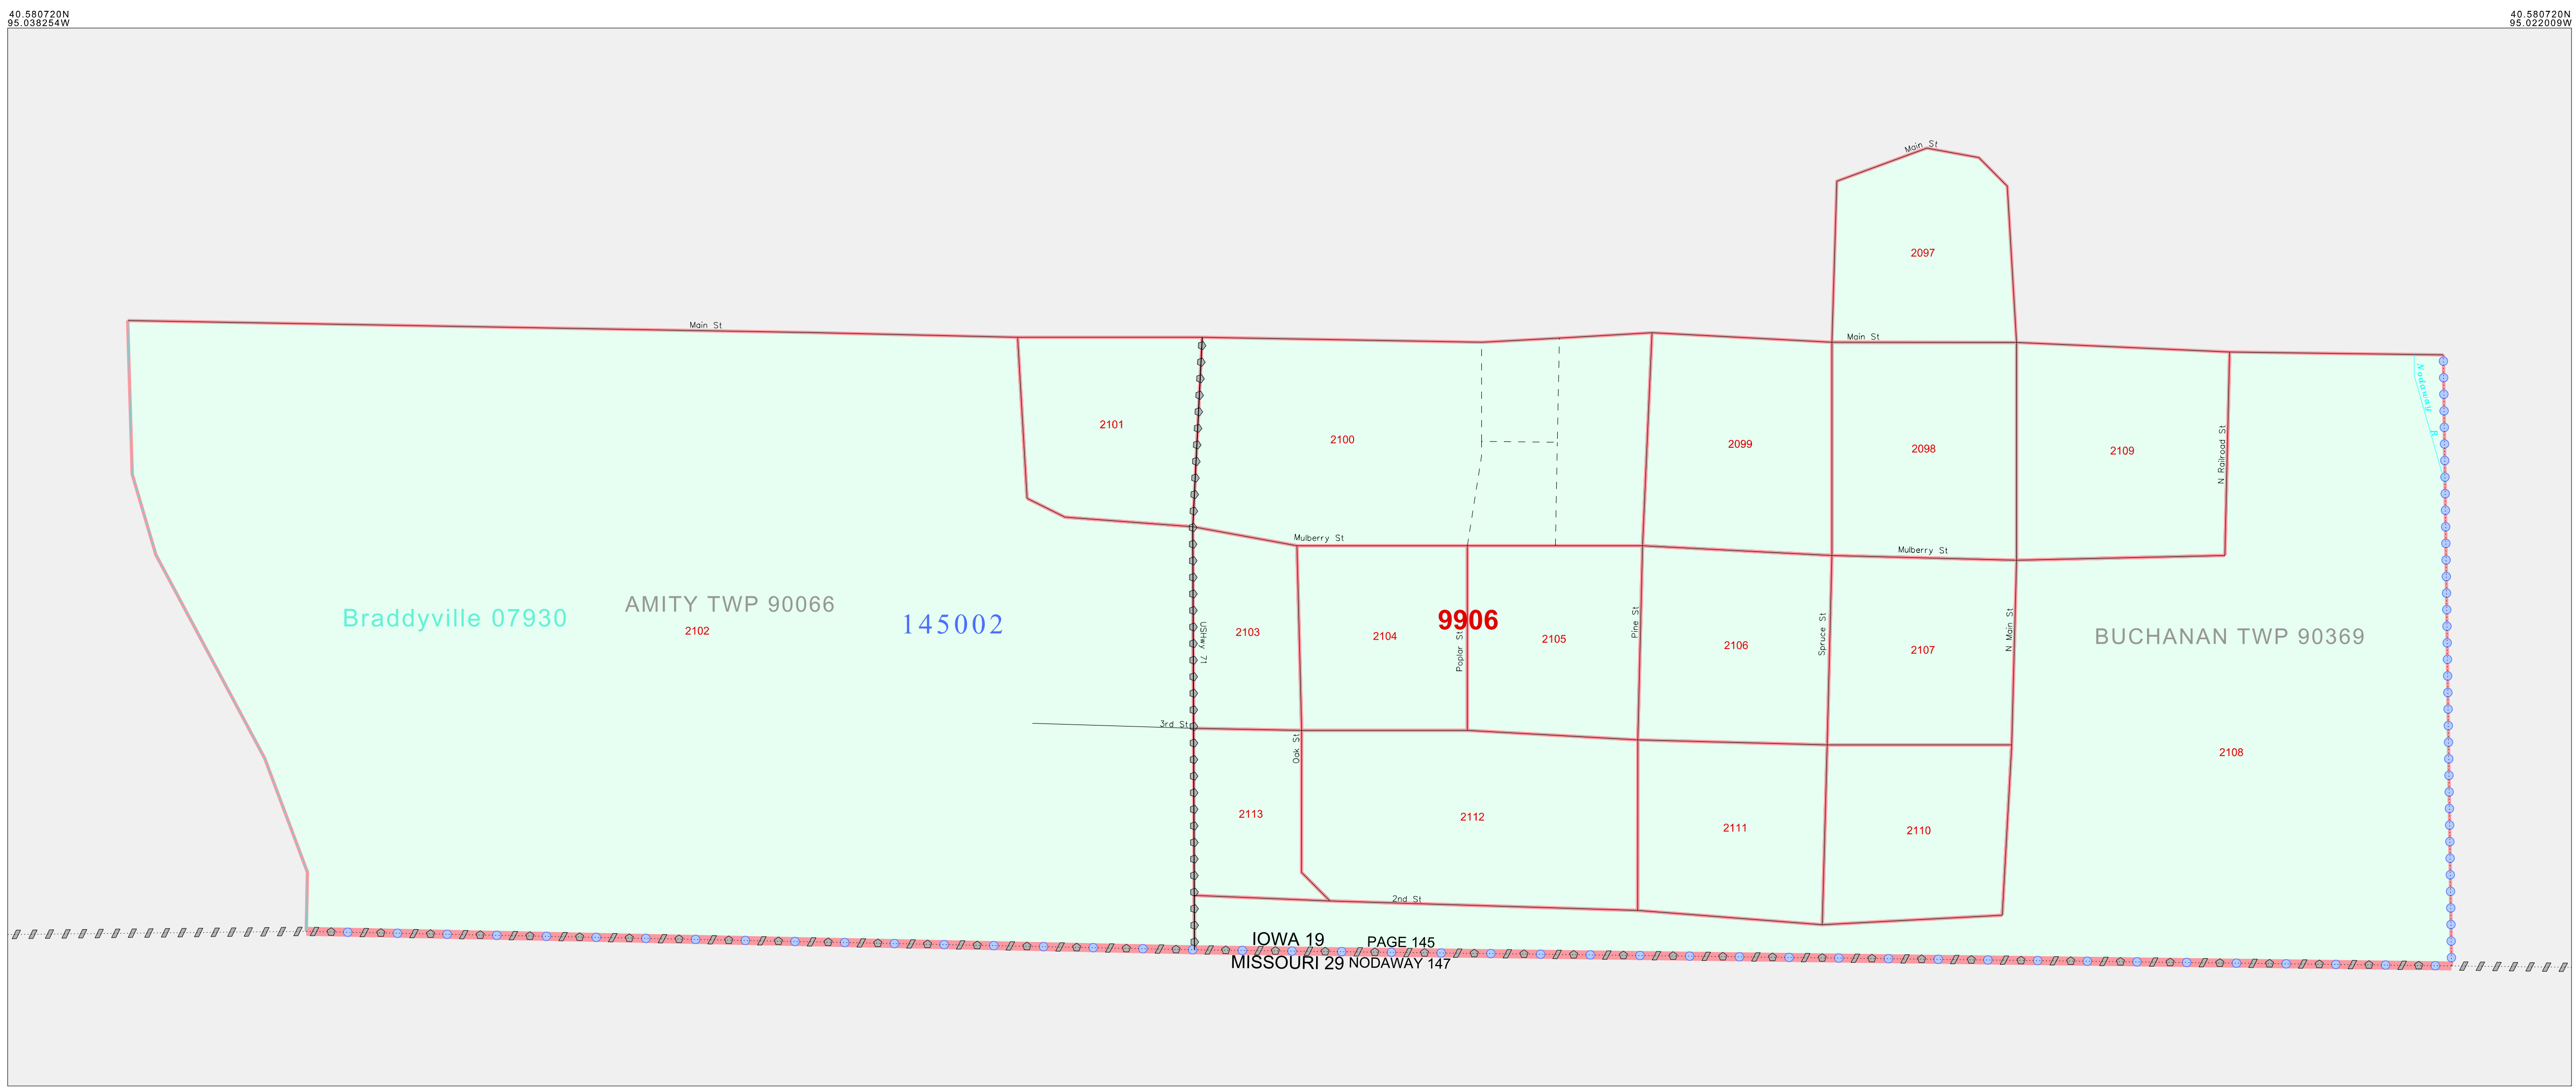 40.580720N
95.038254W
40.580720N
95.022009W
Main St
2097
Main St
Main St
Nodaway R
2101
2100
2099
2098
2109
N Railroad St
Mulberry St
Mulberry St
Braddyville 07930
AMITY TWP 90066
2102
145002
USHwy 71
2103
2104
9906
Poplar St
2105
Pine St
2106
Spruce St
2107
N Main St
BUCHANAN TWP 90369
3rd St
Oak St
2108
2113
2112
2111
2110
2nd St
IOWA 19 PAGE 145
MISSOURI 29 NODAWAY 147